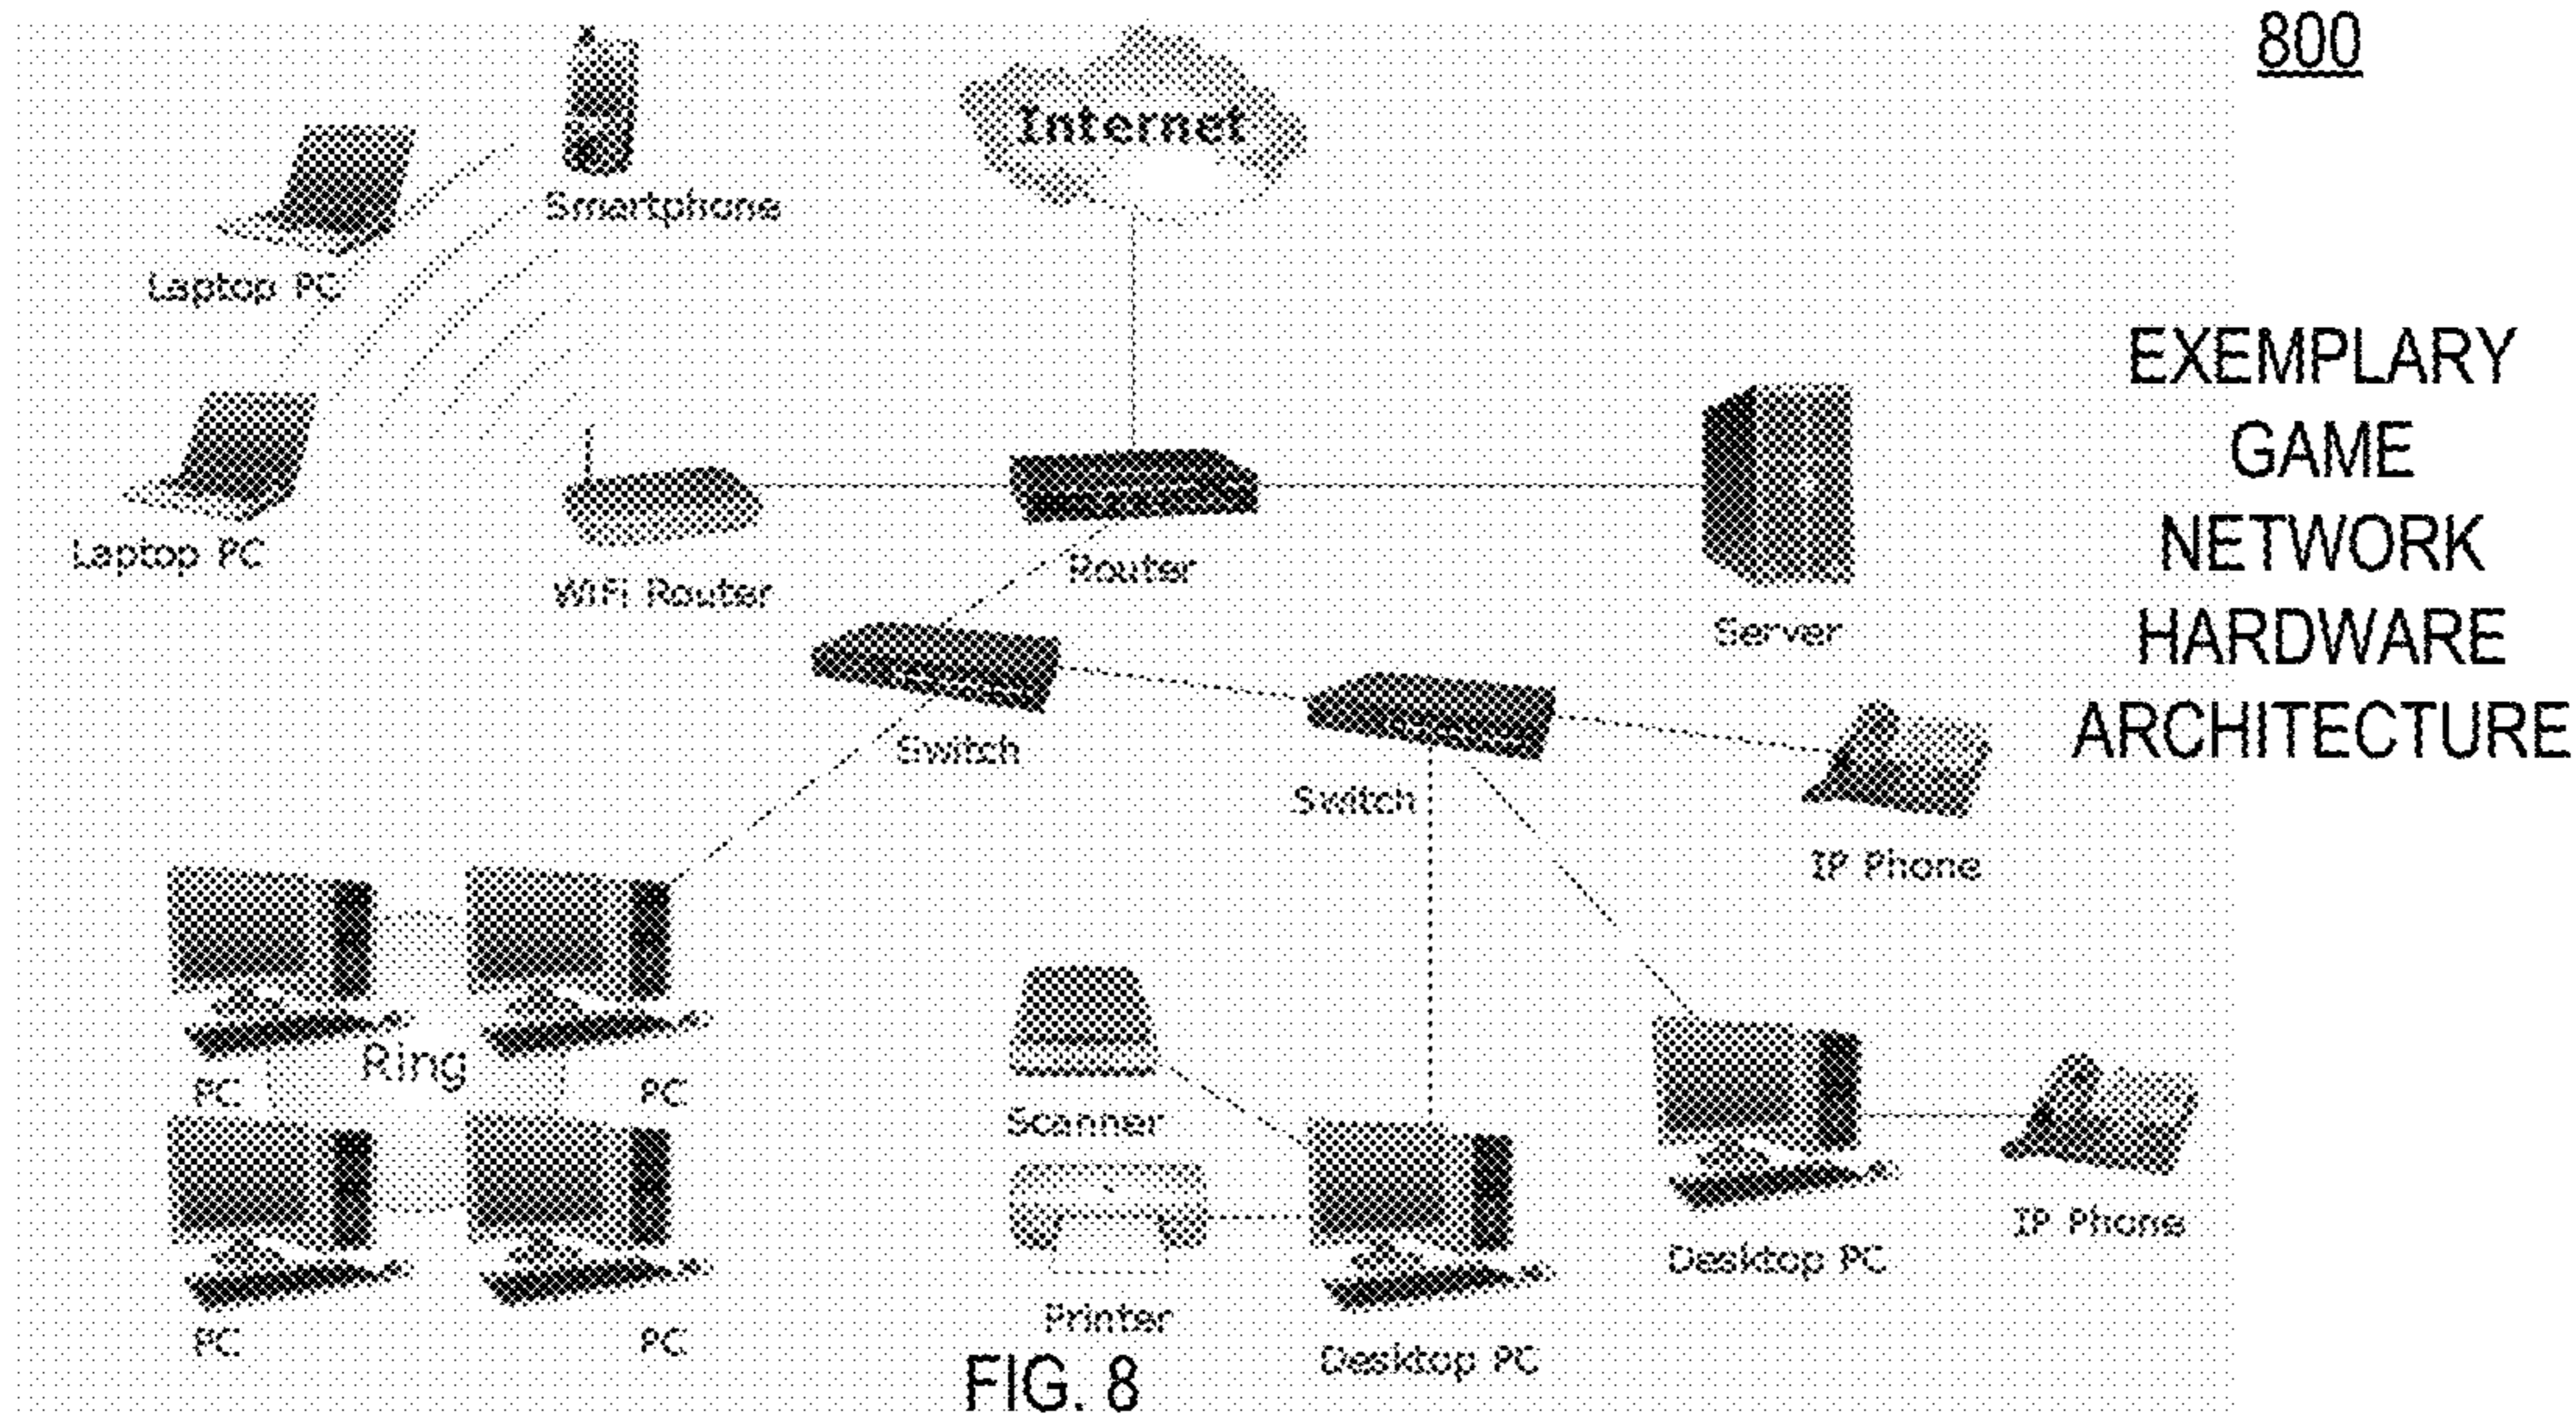 800
Internet
Smartphone
Laptop PC
Laptop PC
WiFi Router
Router
Server
EXEMPLARY
GAME
NETWORK
HARDWARE
ARCHITECTURE
Switch
Switch
IP Phone
Ring
PC
PC
Scanner
PC
PC
Printer
Desktop PC
Desktop PC
IP Phone
FIG. 8